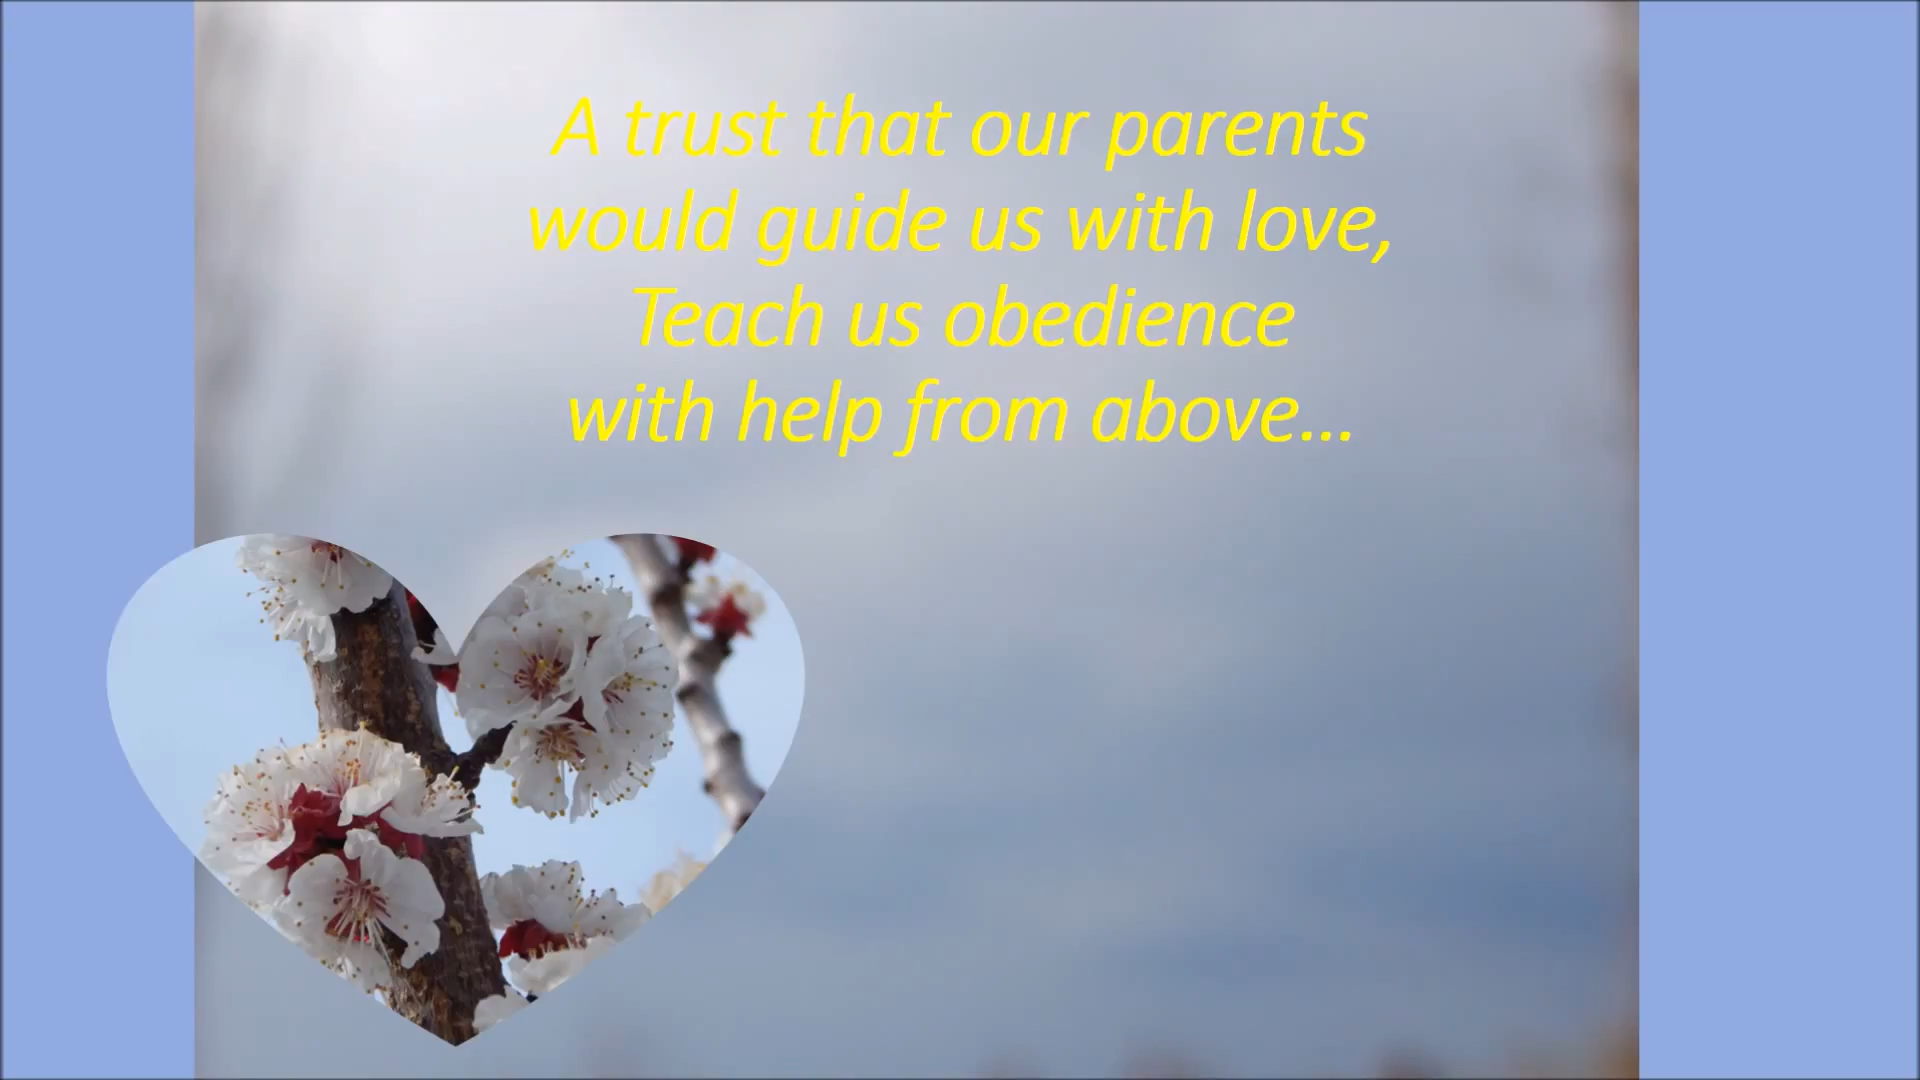 A trust that our parents
would guide us with love,
Teach us obedience
with help from above...